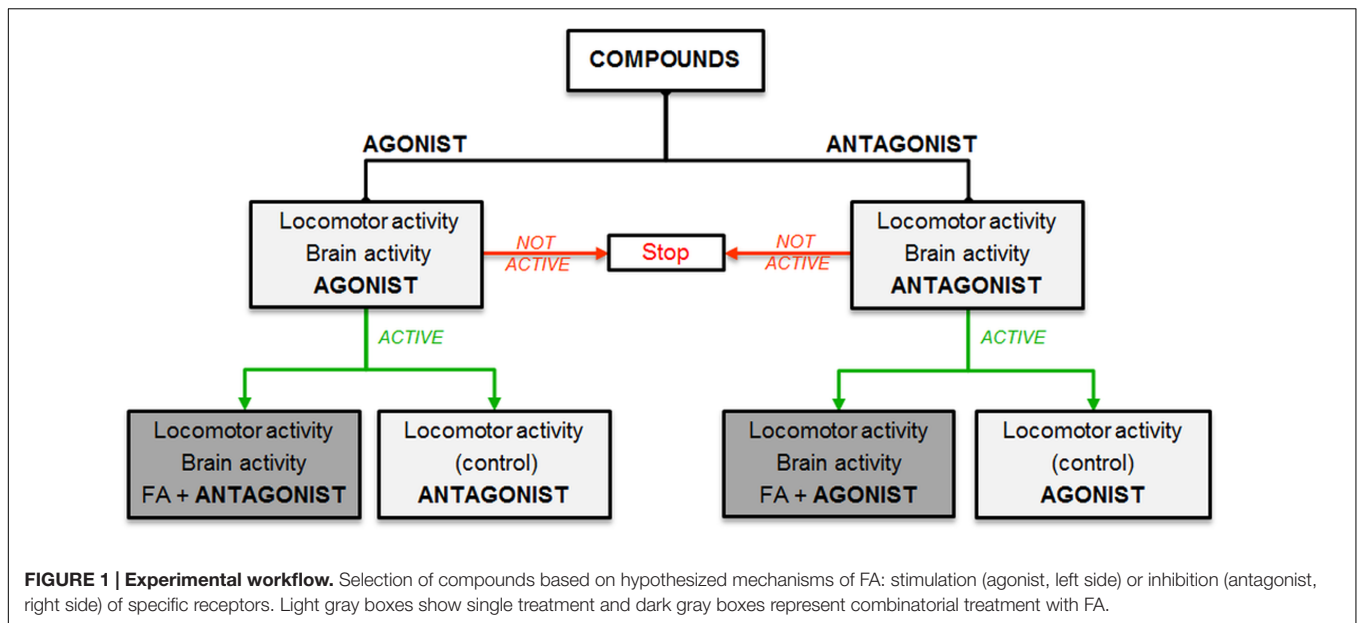 COMPOUNDS
AGONIST
ANTAGONIST
Locomotor activity
Brain activity
AGONIST
NOT
ACTIVE
Stop
NOT
ACTIVE
Locomotor activity
Brain activity
ANTAGONIST
ACTIVE
ACTIVE
Locomotor activity
Brain activity
FA + ANTAGONIST
Locomotor activity
(control)
ANTAGONIST
Locomotor activity
Brain activity
FA + AGONIST
Locomotor activity
(control)
AGONIST
FIGURE 1 | Experimental workflow. Selection of compounds based on hypothesized mechanisms of FA: stimulation (agonist, left side) or inhibition (antagonist,
right side) of specific receptors. Light gray boxes show single treatment and dark gray boxes represent combinatorial treatment with FA.